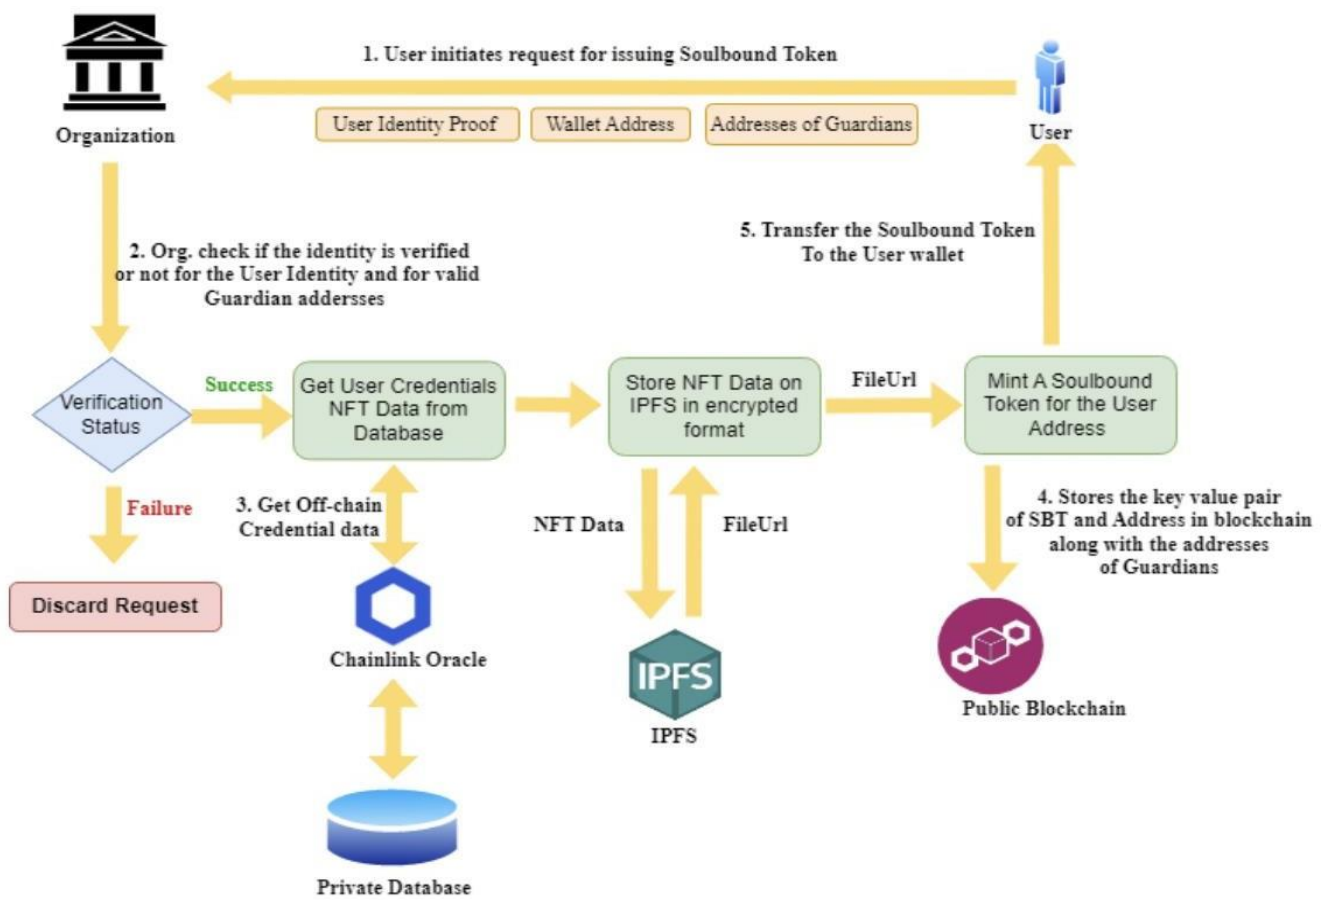 1. User initiates request for issuing Soulbound Token
User Identity Proof
Wallet Address
Addresses of Guardians
Organization
User
2. Org. check if the identity is verified
or not for the User Identity and for valid
Guardian addersses
5. Transfer the Soulbound Token
To the User wallet
Verification
Status
Success
Get User Credentials
NFT Data from
Database
Store NFT Data on
IPFS in encrypted
format
FileUrl
Mint A Soulbound
Token for the User
Address
Failure
Discard Request
3. Get Off-chain
Credential data
Chainlink Oracle
Private Database
NFT Data
FileUrl
IPFS
IPFS
4. Stores the key value pair
of SBT and Address in blockchain
along with the addresses
of Guardians
Public Blockchain